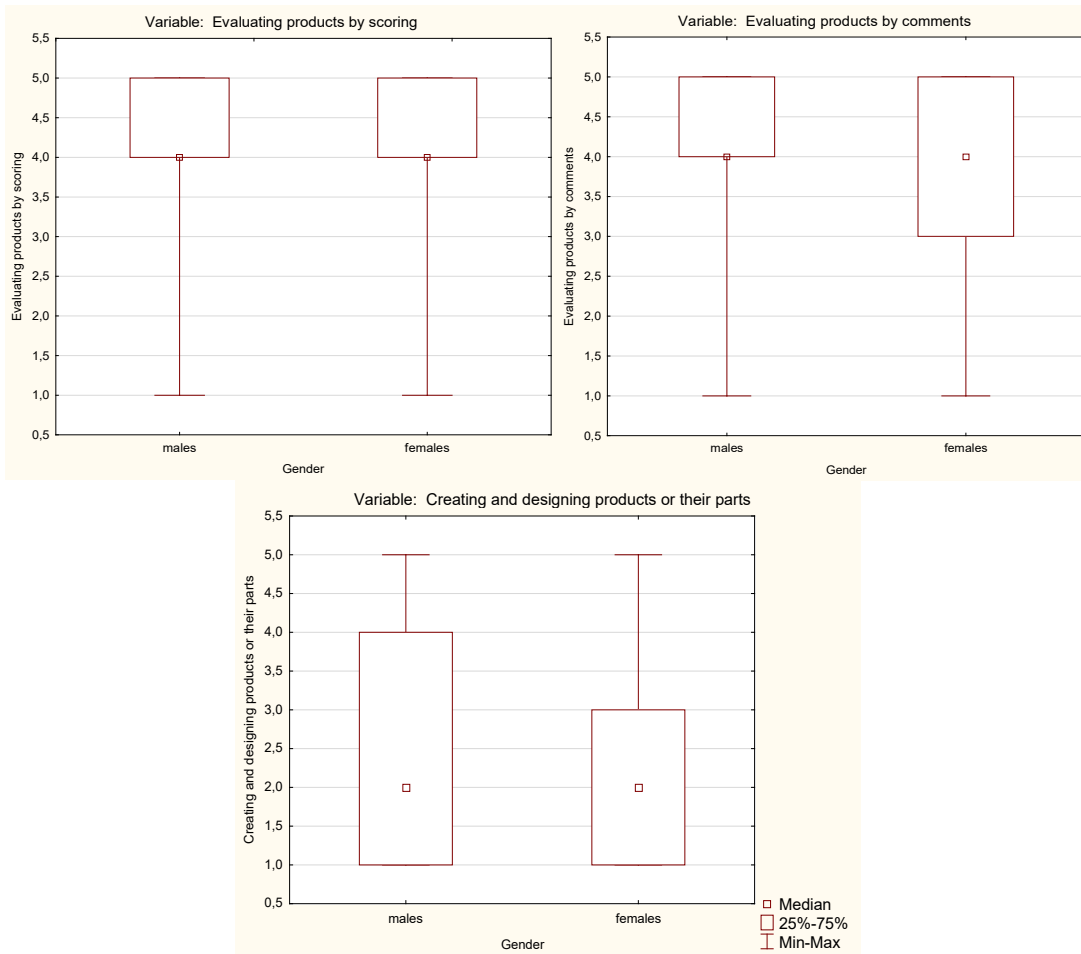 Variable: Evaluating products by scoring
5,5
5,0
4,5
4,0
3,5
3,0
2,5
2,0
1,5
1,0
0,5
Evaluating products by scoring
males
females
Gender
Variable: Evaluating products by comments
5,5
5,0
4,5
4,0
3,5
3,0
2,5
2,0
1,5
1,0
0,5
Evaluating products by comments
males
females
Gender
Variable: Creating and designing products or their parts
5,5
5,0
4,5
4,0
3,5
3,0
2,5
2,0
1,5
1,0
0,5
Creating and designing products or their parts
males
females
Gender
Median
25%-75%
Min-Max